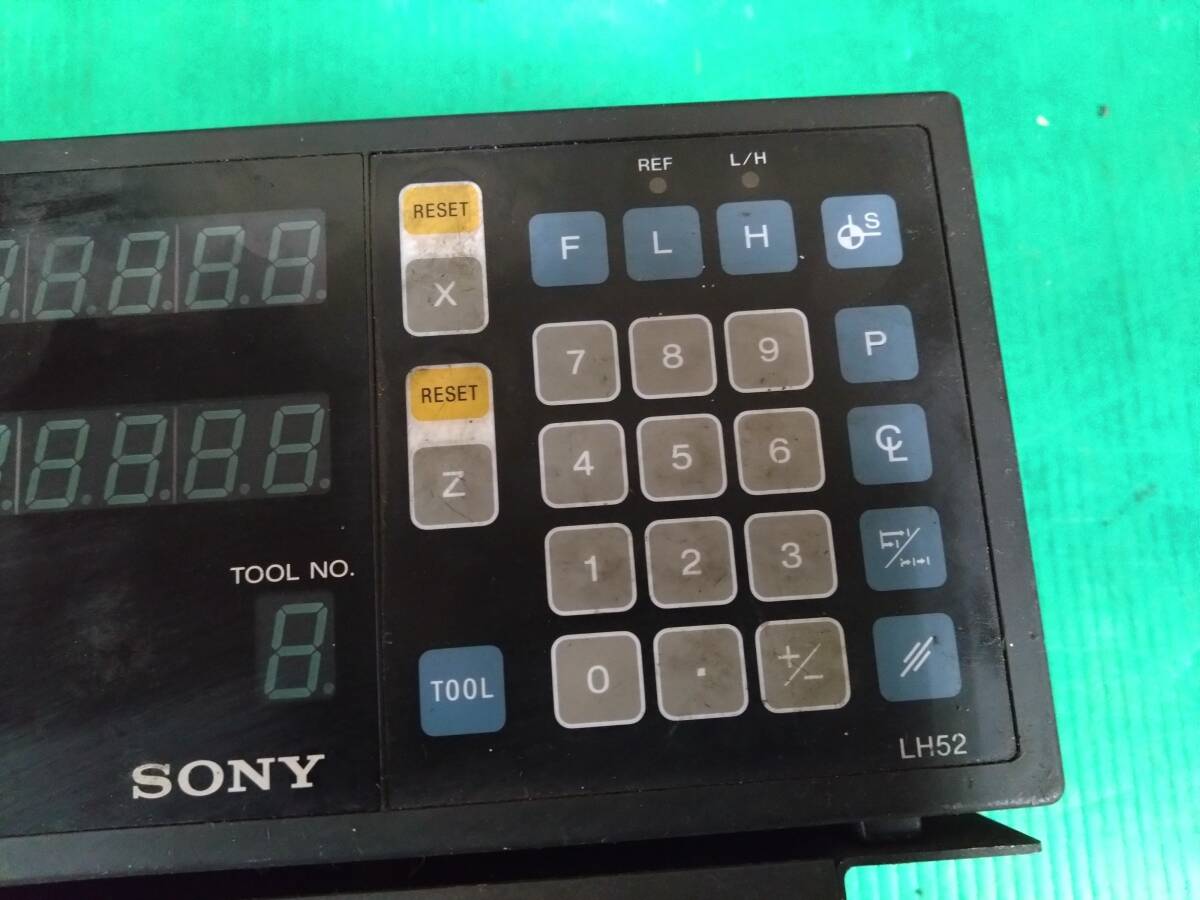 REF L/H
RESET
X
F L H S
RESET
Z
7 8 9 P
4 5 6 ℄
1 2 3
TOOL NO.
TOOL
0 . +/-
SONY
LH52